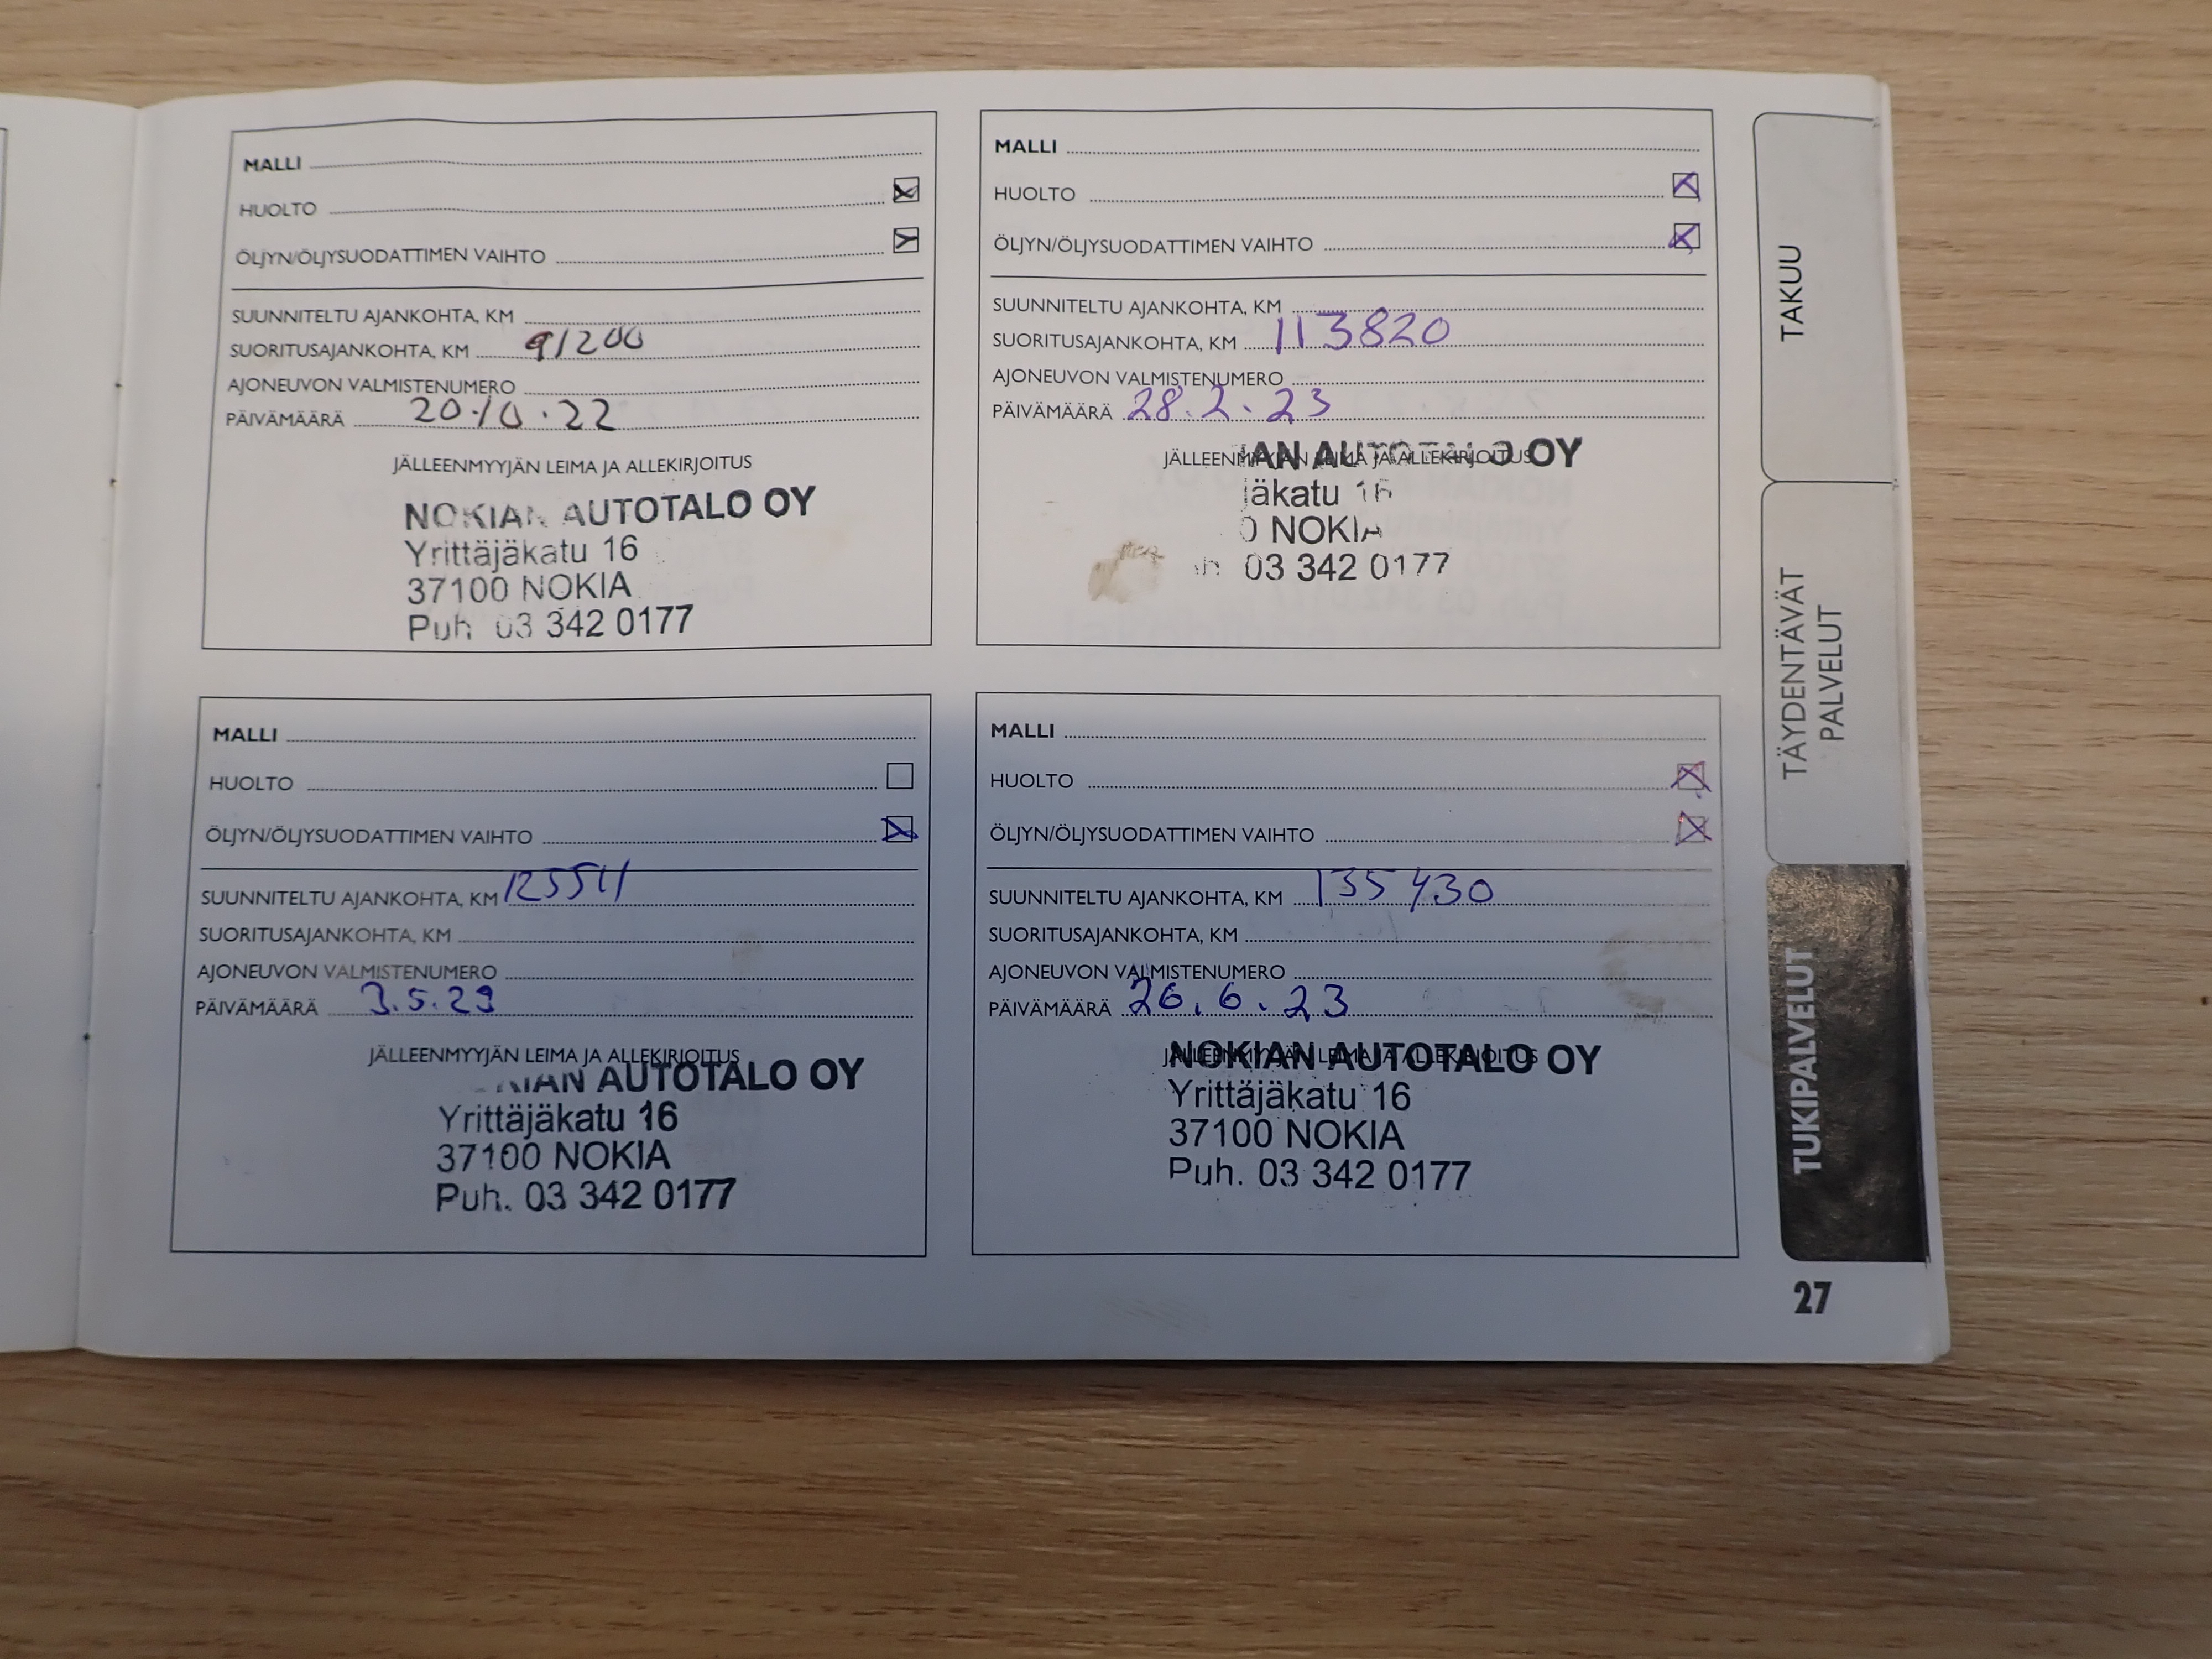 MALLI
HUOLTO
ÖLJYN/ÖLJYSUODATTIMEN VAIHTO
SUUNNITELTU AJANKOHTA, KM
SUORITUSAJANKOHTA, KM 91200
AJONEUVON VALMISTENUMERO
PÄIVÄMÄÄRÄ 20.10.22
JÄLLEENMYYJÄN LEIMA JA ALLEKIRJOITUS
NOKIAN AUTOTALO OY
Yrittäjäkatu 16
37100 NOKIA
Puh 03 342 0177
MALLI
HUOLTO
ÖLJYN/ÖLJYSUODATTIMEN VAIHTO
SUUNNITELTU AJANKOHTA, KM
SUORITUSAJANKOHTA, KM 113820
AJONEUVON VALMISTENUMERO
PÄIVÄMÄÄRÄ 28.2.23
JÄLLEENMYYJÄN LEIMA JA ALLEKIRJOITUS
IAN AUTOTALO OY
jäkatu 16
0 NOKIA
h 03 342 0177
MALLI
HUOLTO
ÖLJYN/ÖLJYSUODATTIMEN VAIHTO
SUUNNITELTU AJANKOHTA, KM
SUORITUSAJANKOHTA, KM
AJONEUVON VALMISTENUMERO
PÄIVÄMÄÄRÄ 3.5.23
JÄLLEENMYYJÄN LEIMA JA ALLEKIRJOITUS
KIAN AUTOTALO OY
Yrittäjäkatu 16
37100 NOKIA
Puh. 03 342 0177
MALLI
HUOLTO
ÖLJYN/ÖLJYSUODATTIMEN VAIHTO
SUUNNITELTU AJANKOHTA, KM 135430
SUORITUSAJANKOHTA, KM
AJONEUVON VALMISTENUMERO
PÄIVÄMÄÄRÄ 26.6.23
JÄLLEENMYYJÄN LEIMA JA ALLEKIRJOITUS
NOKIAN AUTOTALO OY
Yrittäjäkatu 16
37100 NOKIA
Puh. 03 342 0177
TAKUU
TÄYDENTÄVÄT
PALVELUT
TUKIPALVELUT
27